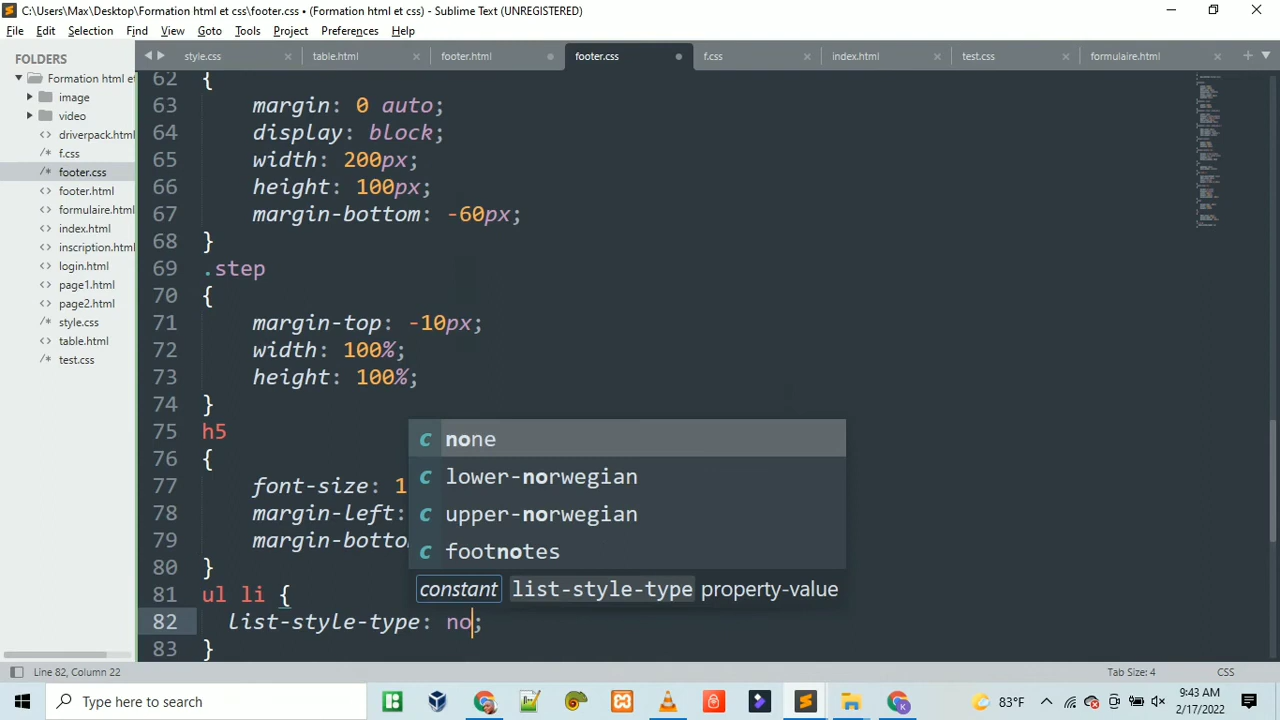 C:\Users\Max\Desktop\Formation html et css\footer.css • (Formation html et css) - Sublime Text (UNREGISTERED)
File Edit Selection Find View Goto Tools Project Preferences Help
FOLDERS
Formation html et
image
video
driverpack.html
f.css
footer.css
footer.html
formulaire.html
index.html
inscription.html
login.html
page1.html
page2.html
style.css
table.html
test.css
style.css table.html footer.html footer.css f.css index.html test.css formulaire.html
62 {
63 margin: 0 auto;
64 display: block;
65 width: 200px;
66 height: 100px;
67 margin-bottom: -60px;
68 }
69 .step
70 {
71 margin-top: -10px;
72 width: 100%;
73 height: 100%;
74 }
75 h5
76 {
77 font-size: 1
78 margin-left:
79 margin-botto
80 }
81 ul li {
82 list-style-type: no;
83 }
c none
c lower-norwegian
c upper-norwegian
c footnotes
constant list-style-type property-value
Line 82, Column 22
Tab Size: 4
CSS
Type here to search
83°F
9:43 AM
2/17/2022